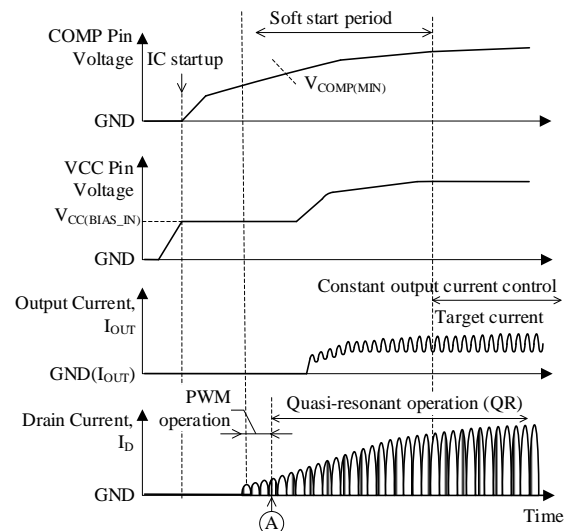 Soft start period
COMP Pin
Voltage
IC startup
V_COMP(MIN)
GND
VCC Pin
Voltage
V_CC(BIAS_IN)
GND
Constant output current control
Output Current,
I_OUT
Target current
GND(I_OUT)
PWM
operation
Quasi-resonant operation (QR)
Drain Current,
I_D
GND
Time
A